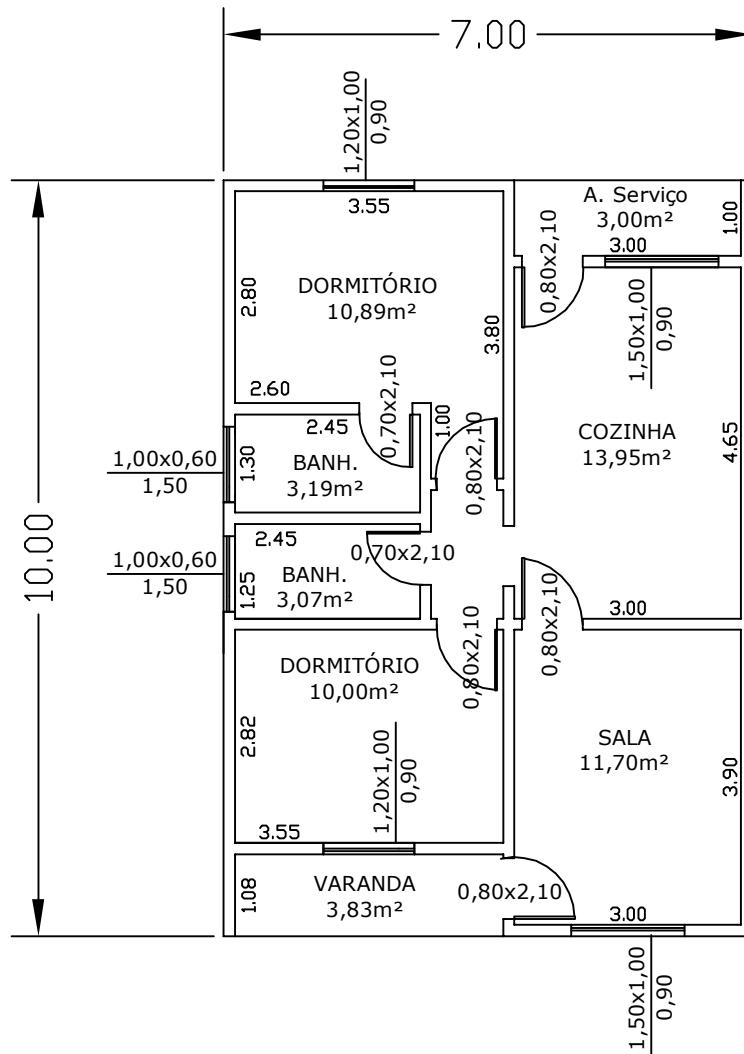 7.00
1,20x1,00
0,90
A. Serviço
3,00m²
1.00
3.00
3.55
0,80x2,10
2.80
DORMITÓRIO
10,89m²
3.80
1,50x1,00
0,90
2.60
0,70x2,10
2.45
1.00
COZINHA
13,95m²
4.65
1,00x0,60
1,50
1.30
BANH.
3,19m²
0,80x2,10
10.00
2.45
0,70x2,10
1,00x0,60
1,50
1.25
BANH.
3,07m²
3.00
0,80x2,10
0,80x2,10
DORMITÓRIO
10,00m²
2.82
1,20x1,00
0,90
SALA
11,70m²
3.90
3.55
1.08
VARANDA
3,83m²
0,80x2,10
3.00
1,50x1,00
0,90